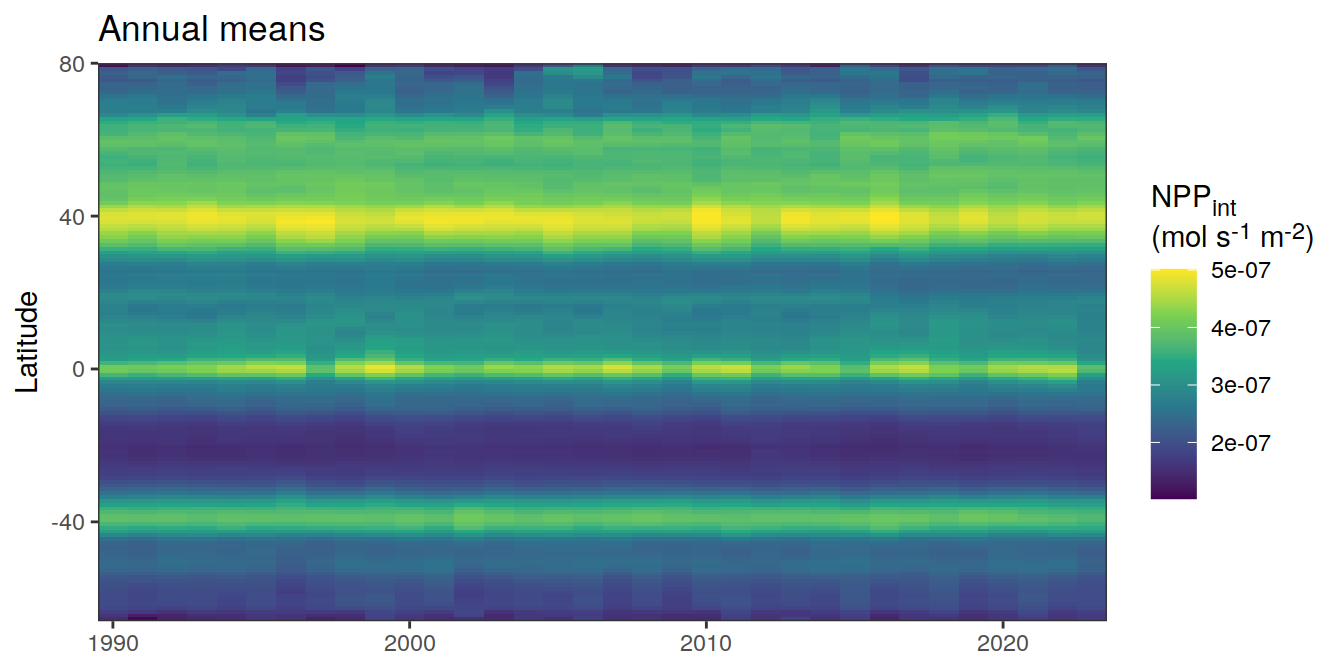 Annual means
80
40
0
-40
Latitude
1990
2000
2010
2020
NPPint
(mol s-1 m-2)
5e-07
4e-07
3e-07
2e-07